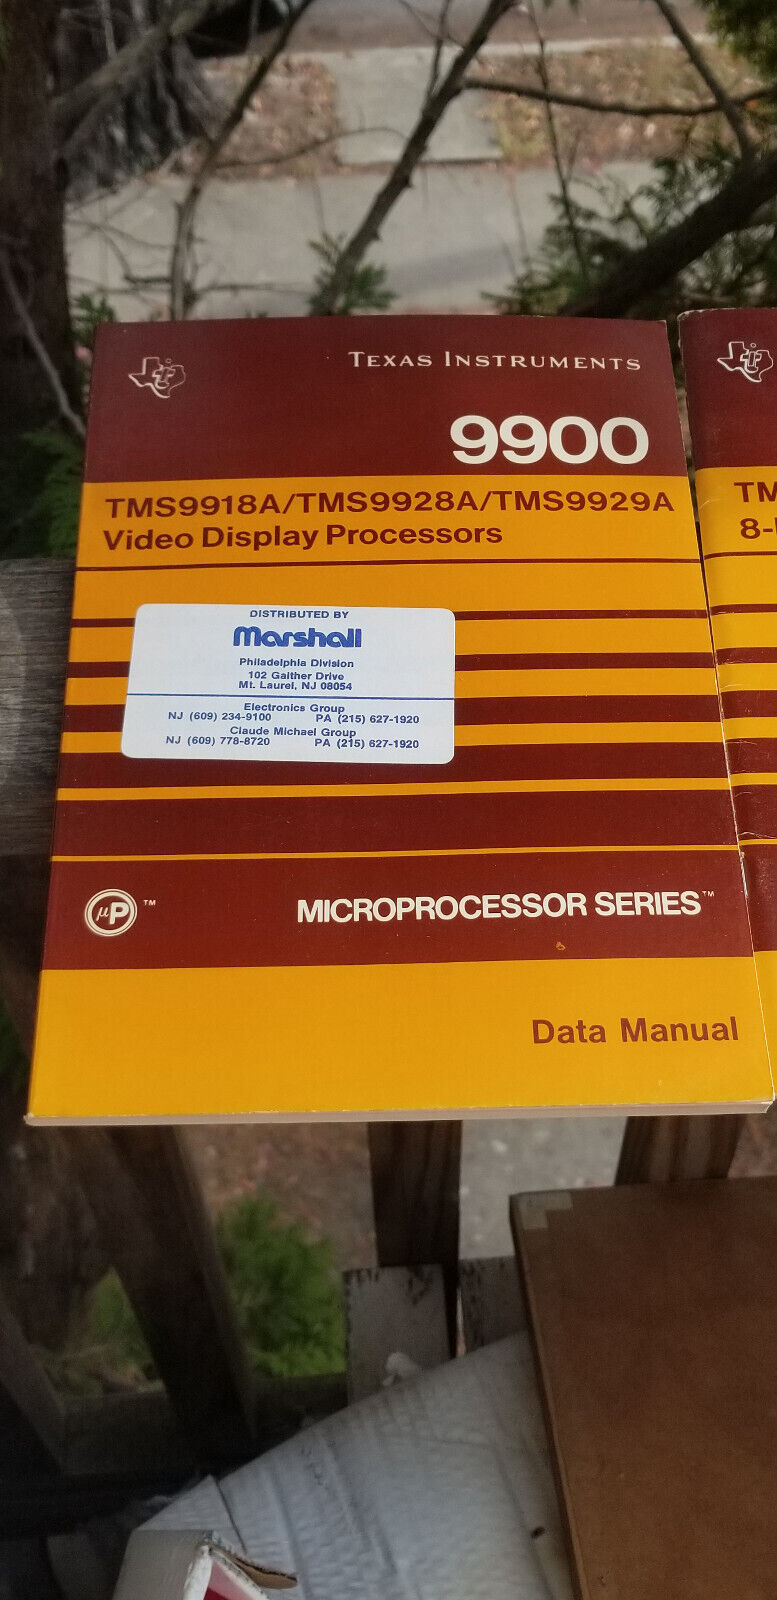 TEXAS INSTRUMENTS
9900
TMS9918A/TMS9928A/TMS9929A
Video Display Processors
DISTRIBUTED BY
Marshall
Philadelphia Division
102 Gaither Drive
Mt. Laurel, NJ 08054
Electronics Group
NJ (609) 234-9100 PA (215) 627-1920
Claude Michael Group
NJ (609) 778-8720 PA (215) 627-1920
μP ™
MICROPROCESSOR SERIES™
Data Manual
TM
8-